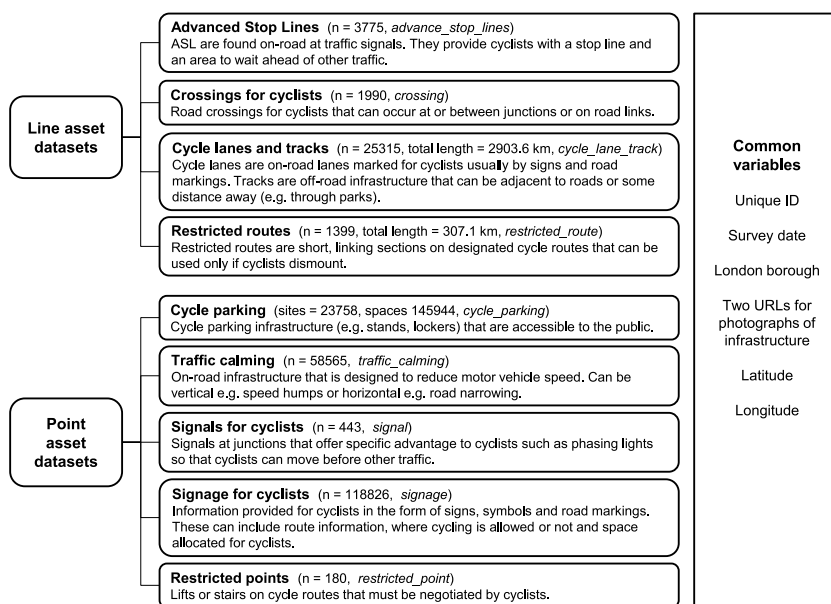 Line asset
datasets
Advanced Stop Lines (n = 3775, advance_stop_lines)
ASL are found on-road at traffic signals. They provide cyclists with a stop line and
an area to wait ahead of other traffic.
Crossings for cyclists (n = 1990, crossing)
Road crossings for cyclists that can occur at or between junctions or on road links.
Cycle lanes and tracks (n = 25315, total length = 2903.6 km, cycle_lane_track)
Cycle lanes are on-road lanes marked for cyclists usually by signs and road
markings. Tracks are off-road infrastructure that can be adjacent to roads or some
distance away (e.g. through parks).
Restricted routes (n = 1399, total length = 307.1 km, restricted_route)
Restricted routes are short, linking sections on designated cycle routes that can be
used only if cyclists dismount.
Point
asset
datasets
Cycle parking (sites = 23758, spaces 145944, cycle_parking)
Cycle parking infrastructure (e.g. stands, lockers) that are accessible to the public.
Traffic calming (n = 58565, traffic_calming)
On-road infrastructure that is designed to reduce motor vehicle speed. Can be
vertical e.g. speed humps or horizontal e.g. road narrowing.
Signals for cyclists (n = 443, signal)
Signals at junctions that offer specific advantage to cyclists such as phasing lights
so that cyclists can move before other traffic.
Signage for cyclists (n = 118826, signage)
Information provided for cyclists in the form of signs, symbols and road markings.
These can include route information, where cycling is allowed or not and space
allocated for cyclists.
Restricted points (n = 180, restricted_point)
Lifts or stairs on cycle routes that must be negotiated by cyclists.
Common
variables
Unique ID
Survey date
London borough
Two URLs for
photographs of
infrastructure
Latitude
Longitude